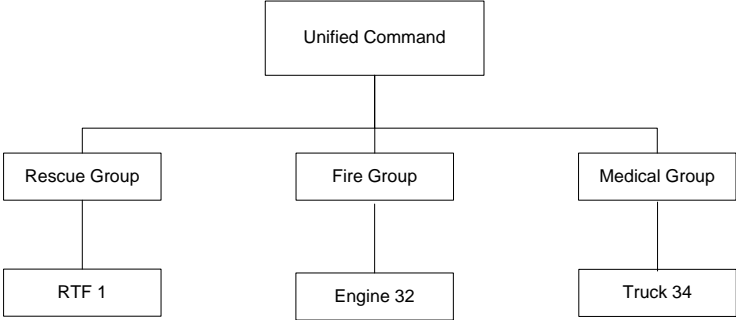 Unified Command
Rescue Group
Fire Group
Medical Group
RTF 1
Engine 32
Truck 34